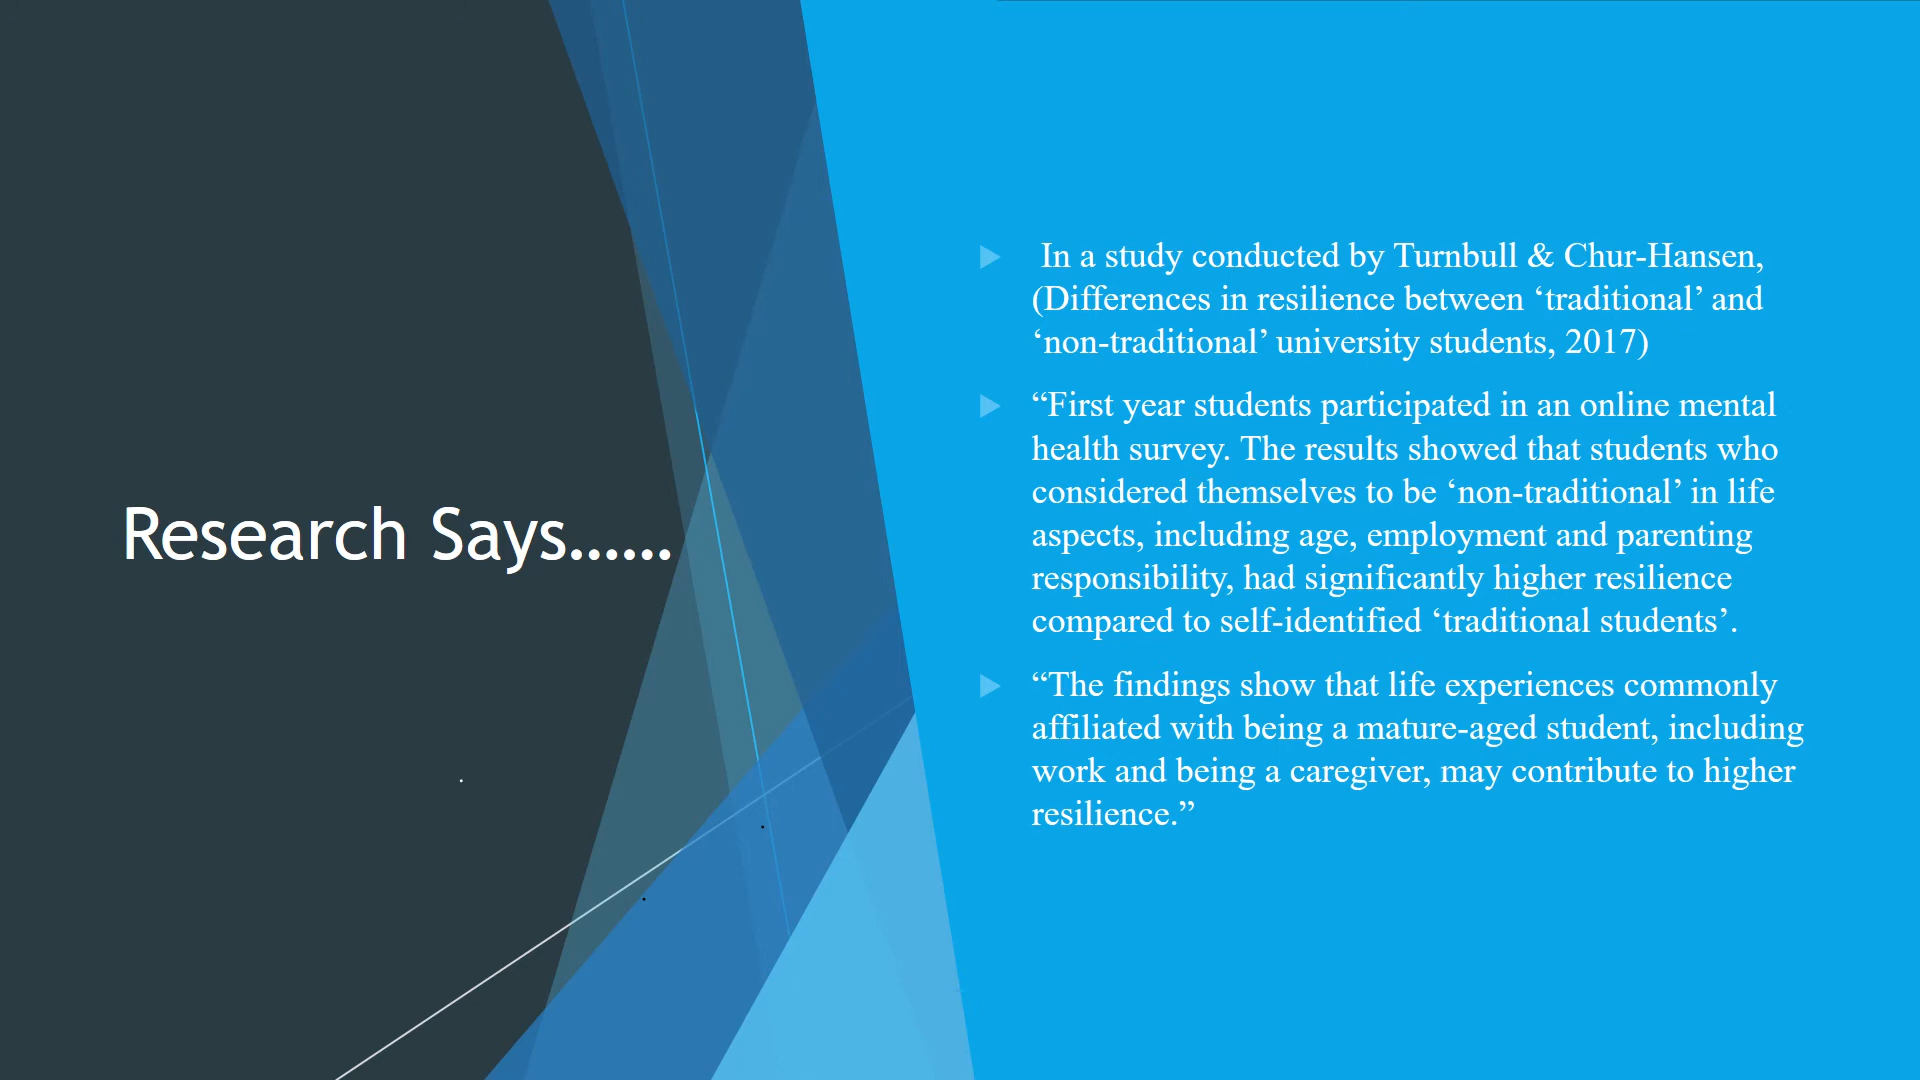 Research Says......
In a study conducted by Turnbull & Chur-Hansen,
(Differences in resilience between ‘traditional’ and
‘non-traditional’ university students, 2017)
“First year students participated in an online mental
health survey. The results showed that students who
considered themselves to be ‘non-traditional’ in life
aspects, including age, employment and parenting
responsibility, had significantly higher resilience
compared to self-identified ‘traditional students’.
“The findings show that life experiences commonly
affiliated with being a mature-aged student, including
work and being a caregiver, may contribute to higher
resilience.”